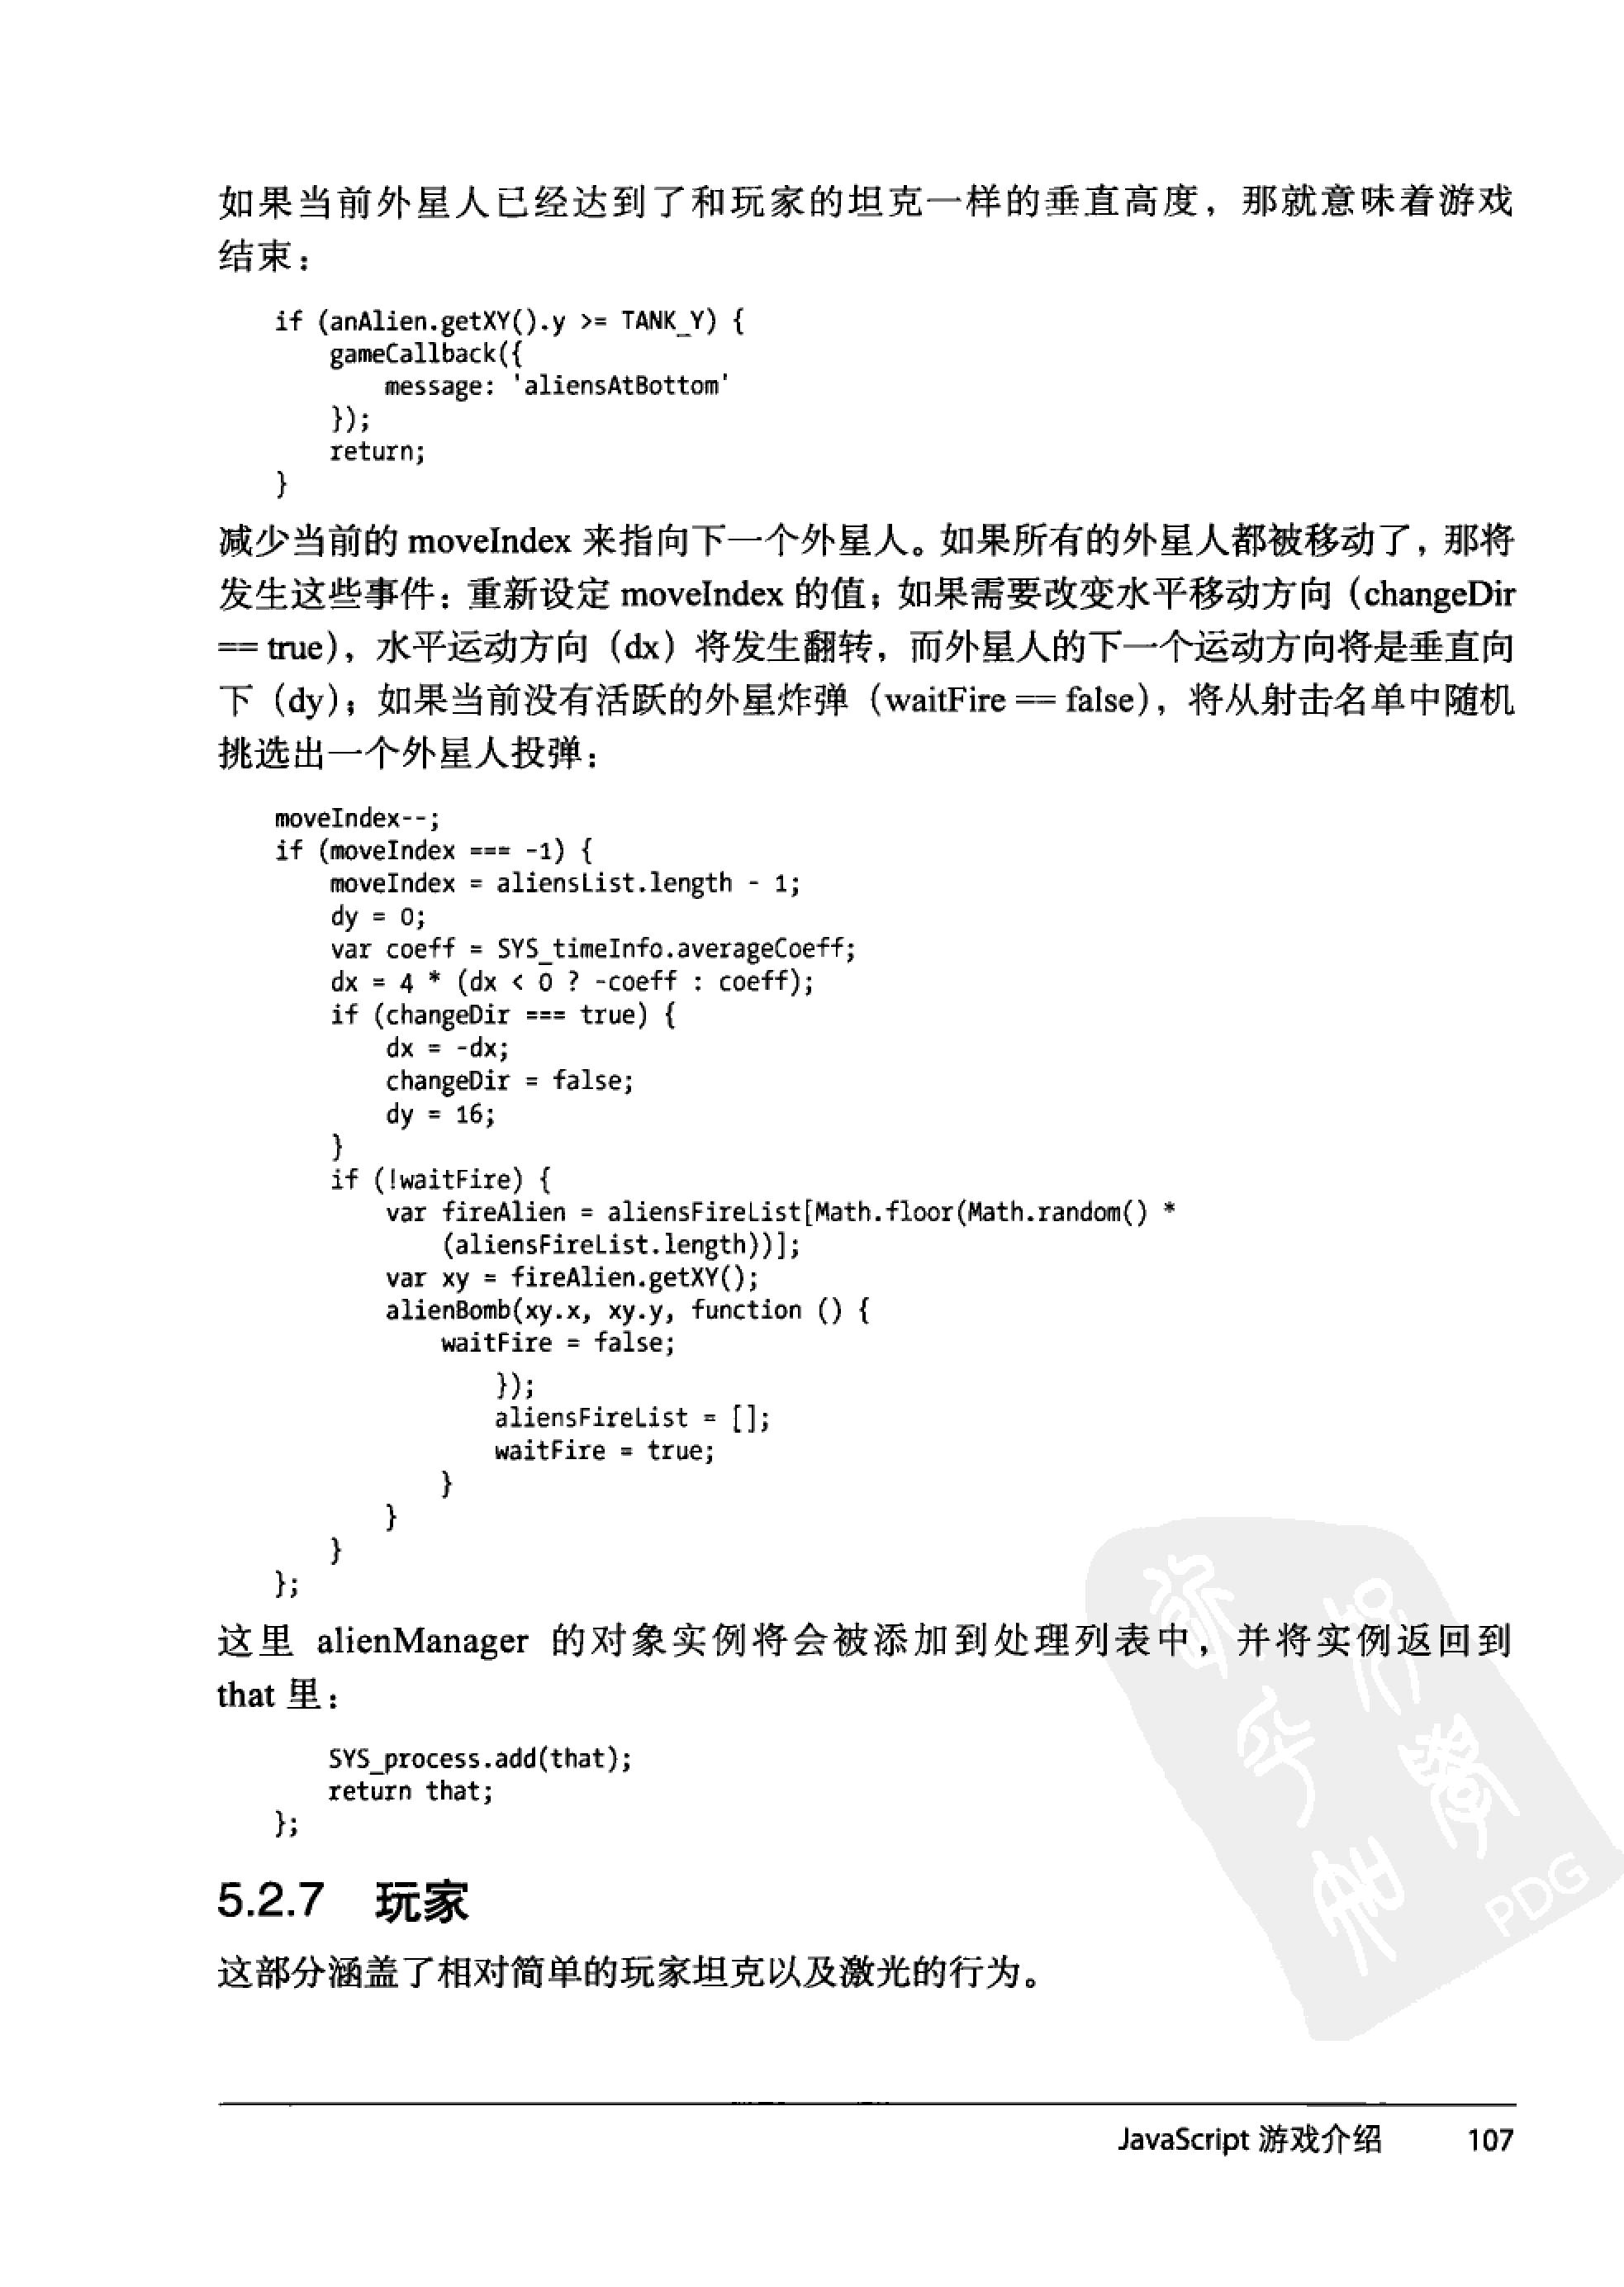 如果当前外星人已经达到了和玩家的坦克一样的垂直高度，那就意味着游戏
结束：
if (anAlien.getXY().y >= TANK_Y) {
    gameCallback({
        message: 'aliensAtBottom'
    });
    return;
}
减少当前的 moveIndex 来指向下一个外星人。如果所有的外星人都被移动了，那将
发生这些事件：重新设定 moveIndex 的值；如果需要改变水平移动方向（changeDir
== true），水平运动方向（dx）将发生翻转，而外星人的下一个运动方向将是垂直向
下（dy）；如果当前没有活跃的外星炸弹（waitFire == false），将从射击名单中随机
挑选出一个外星人投弹：
moveIndex--;
if (moveIndex === -1) {
    moveIndex = aliensList.length - 1;
    dy = 0;
    var coeff = SYS_timeInfo.averageCoeff;
    dx = 4 * (dx < 0 ? -coeff : coeff);
    if (changeDir === true) {
        dx = -dx;
        changeDir = false;
        dy = 16;
    }
    if (!waitFire) {
        var fireAlien = aliensFireList[Math.floor(Math.random() *
            (aliensFireList.length))];
        var xy = fireAlien.getXY();
        alienBomb(xy.x, xy.y, function () {
            waitFire = false;
                });
                aliensFireList = [];
                waitFire = true;
            }
        }
    }
};
这里 alienManager 的对象实例将会被添加到处理列表中，并将实例返回到
that 里：
    SYS_process.add(that);
    return that;
};
5.2.7 玩家
这部分涵盖了相对简单的玩家坦克以及激光的行为。
PDG
JavaScript 游戏介绍 107